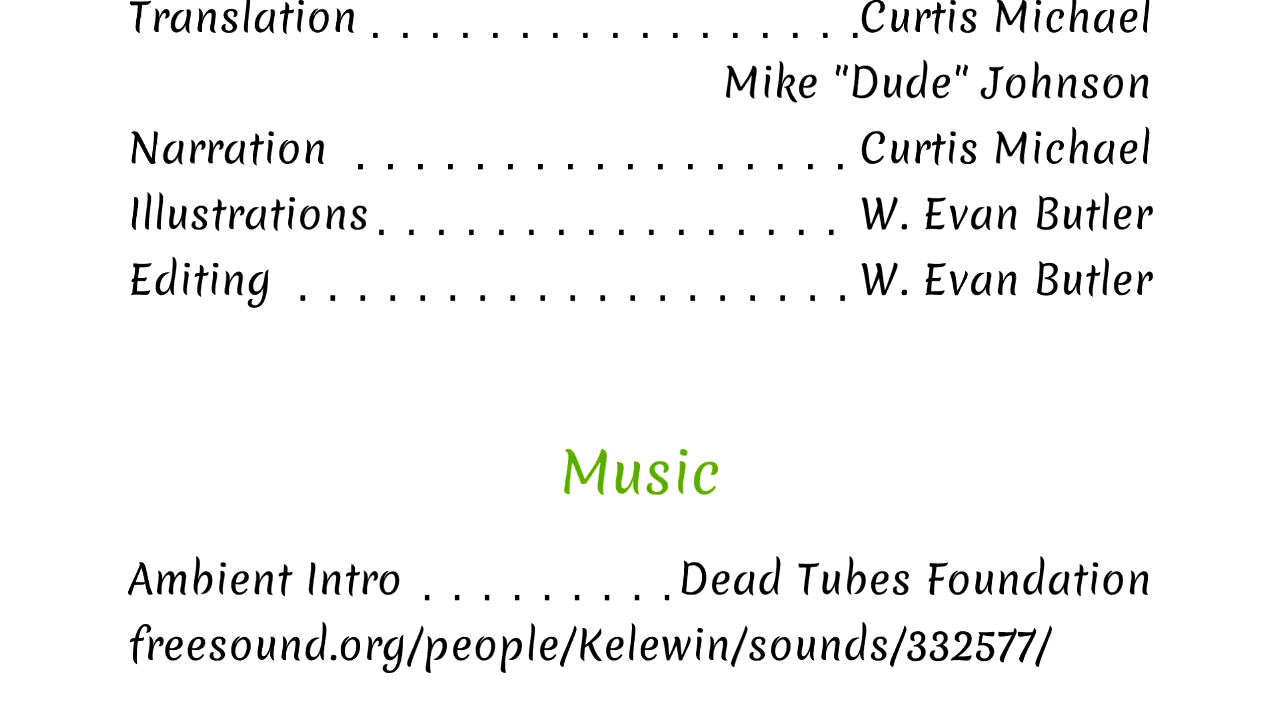 Translation . . . . . . . . . . . . . . . . .Curtis Michael
Mike "Dude" Johnson
Narration . . . . . . . . . . . . . . . . . Curtis Michael
Illustrations. . . . . . . . . . . . . . . . W. Evan Butler
Editing . . . . . . . . . . . . . . . . . . . W. Evan Butler
Music
Ambient Intro . . . . . . . . .Dead Tubes Foundation
freesound.org/people/Kelewin/sounds/332577/